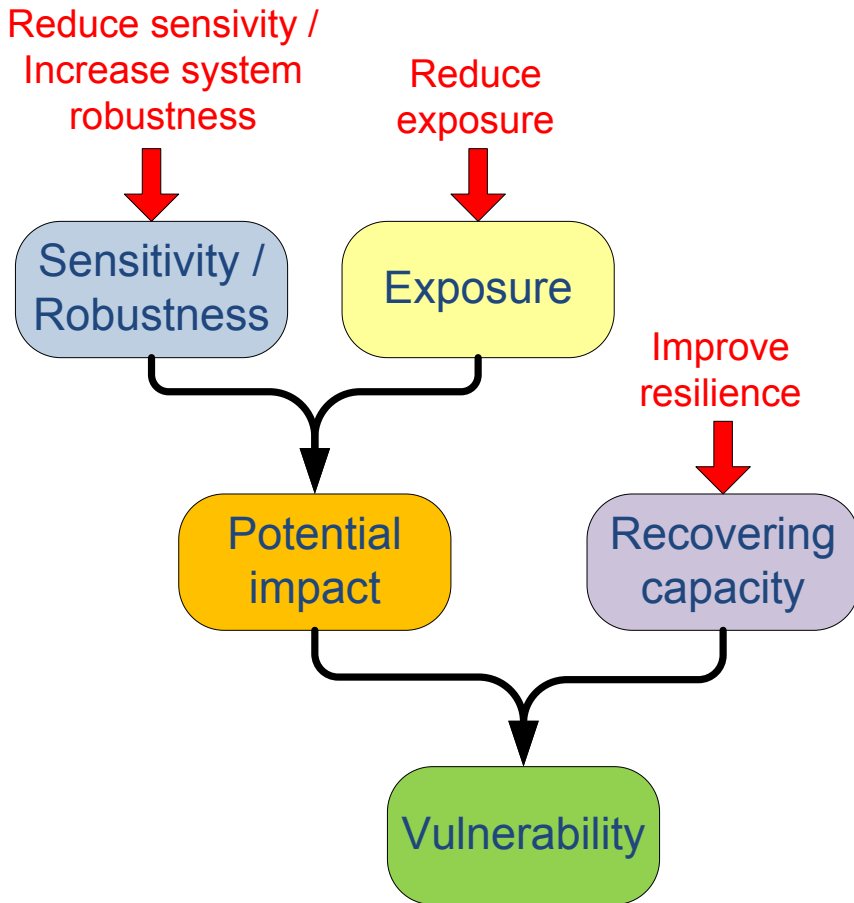 Reduce sensivity /
Increase system
robustness
Reduce
exposure
Sensitivity /
Robustness
Exposure
Improve
resilience
Potential
impact
Recovering
capacity
Vulnerability